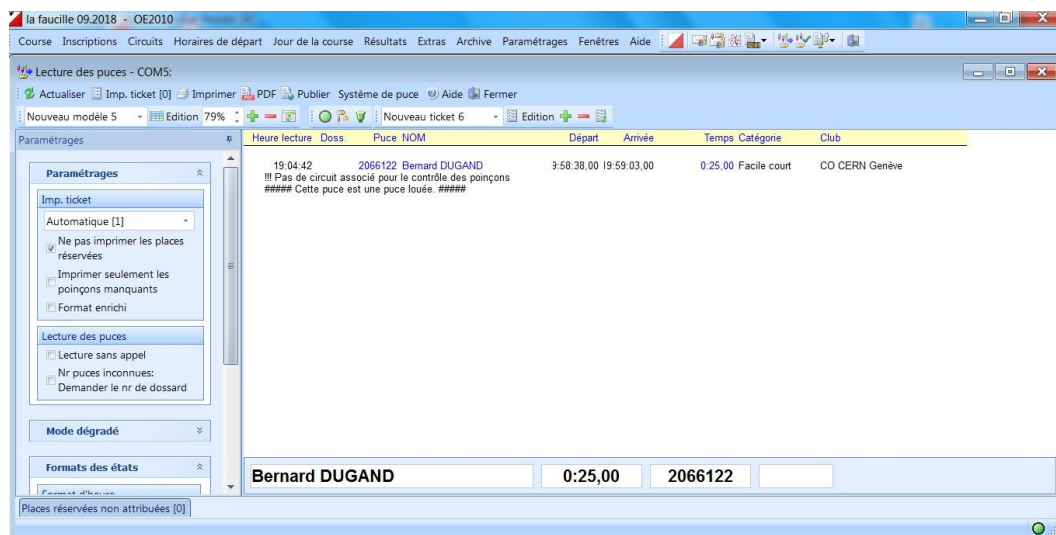 la faucille 09.2018 - OE2010
Course Inscriptions Circuits Horaires de départ Jour de la course Résultats Extras Archive Paramétrages Fenêtres Aide
Lecture des puces - COM5:
Actualiser Imp. ticket [0] Imprimer PDF Publier Système de puce Aide Fermer
Nouveau modèle 5 Edition 79% Nouveau ticket 6 Edition
Paramétrages
Heure lecture Doss. Puce NOM Départ Arrivée Temps Catégorie Club
19:04:42 2066122 Bernard DUGAND 9:58:38,00 19:59:03,00 0:25,00 Facile court CO CERN Genève
!!! Pas de circuit associé pour le contrôle des poinçons
##### Cette puce est une puce louée. #####
Paramétrages
Imp. ticket
Automatique [1]
Ne pas imprimer les places
réservées
Imprimer seulement les
poinçons manquants
Format enrichi
Lecture des puces
Lecture sans appel
Nr puces inconnues:
Demander le nr de dossard
Mode dégradé
Formats des états
Format d'heure
Bernard DUGAND 0:25,00 2066122
Places réservées non attribuées [0]